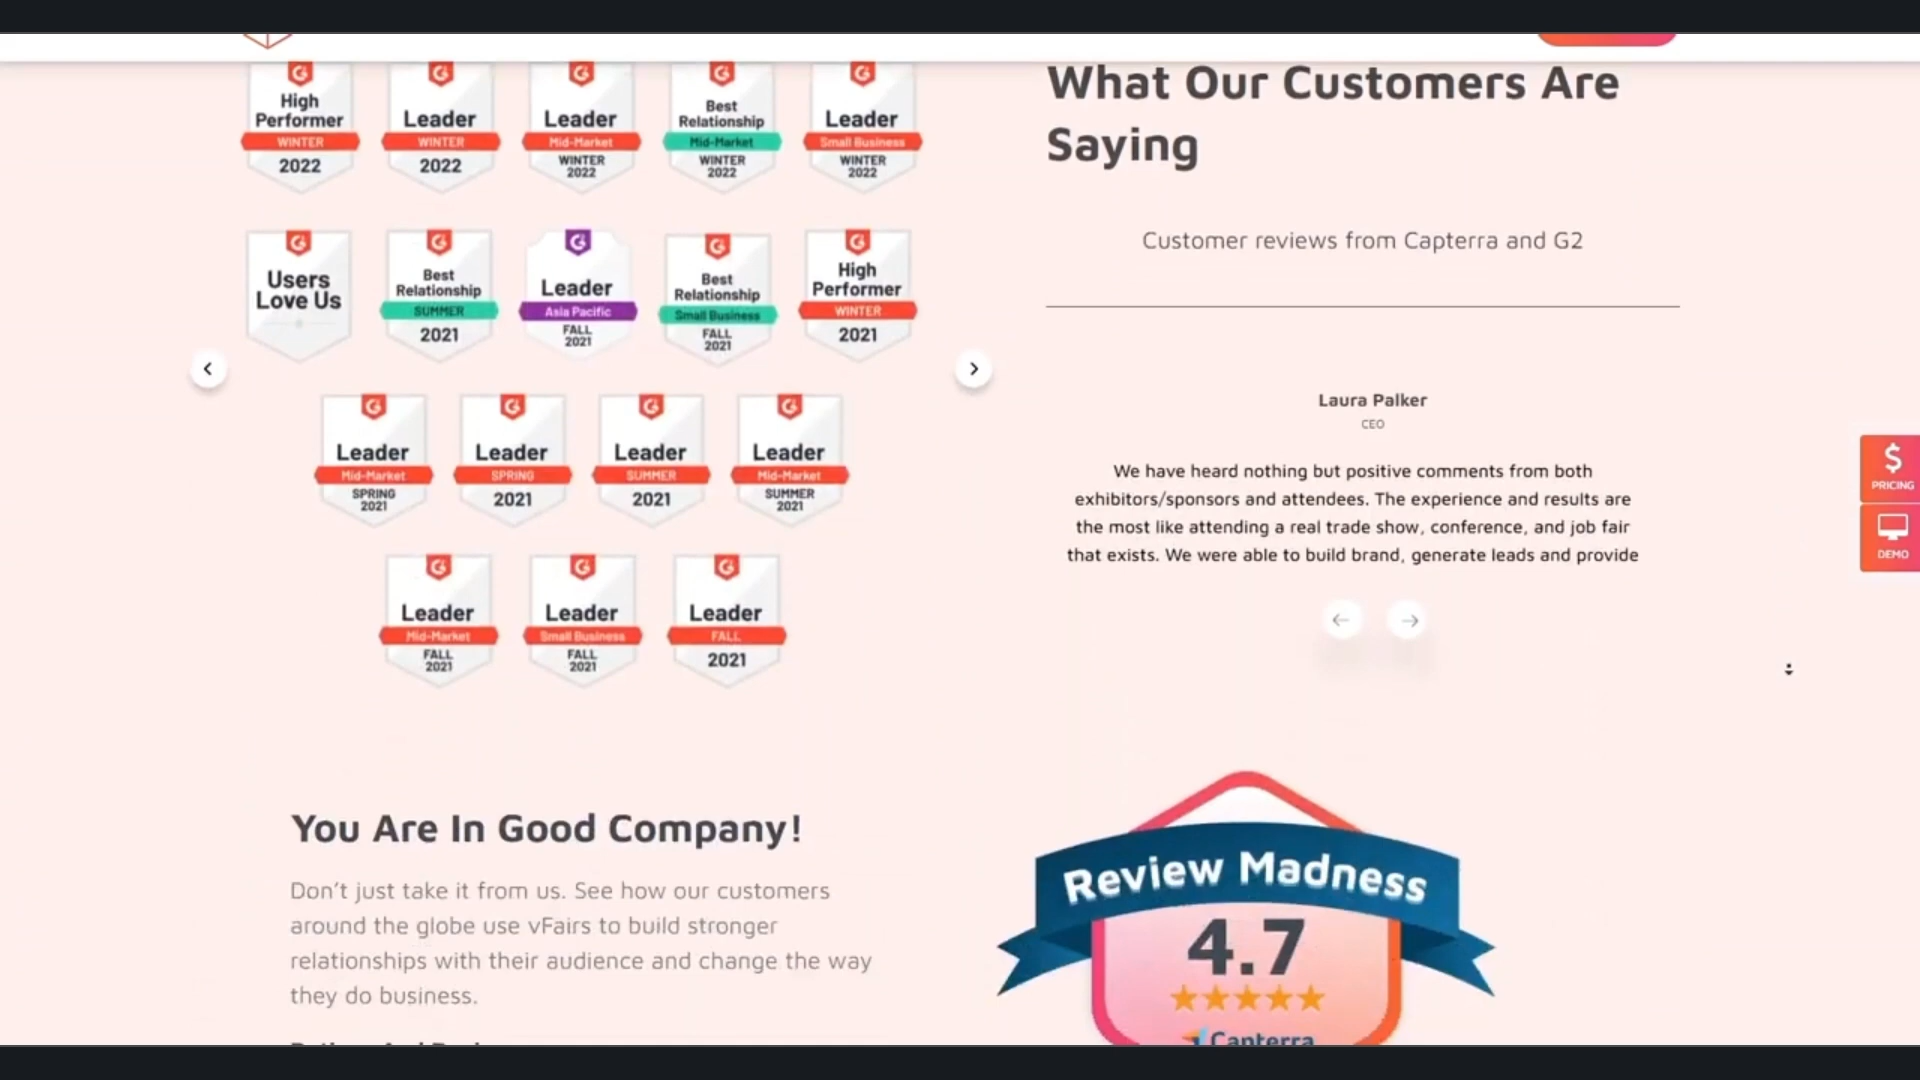 High
Performer
WINTER
2022
Leader
WINTER
2022
Leader
Mid-Market
WINTER
2022
Best
Relationship
Mid-Market
WINTER
2022
Leader
Small Business
WINTER
2022
Users
Love Us
Best
Relationship
SUMMER
2021
Leader
Asia Pacific
FALL
2021
Best
Relationship
Small Business
FALL
2021
High
Performer
WINTER
2021
Leader
Mid-Market
SPRING
2021
Leader
SPRING
2021
Leader
SUMMER
2021
Leader
Mid-Market
SUMMER
2021
Leader
Mid-Market
FALL
2021
Leader
Small Business
FALL
2021
Leader
FALL
2021
What Our Customers Are
Saying
Customer reviews from Capterra and G2
Laura Palker
CEO
We have heard nothing but positive comments from both
exhibitors/sponsors and attendees. The experience and results are
the most like attending a real trade show, conference, and job fair
that exists. We were able to build brand, generate leads and provide
$
PRICING
DEMO
You Are In Good Company!
Don’t just take it from us. See how our customers
around the globe use vFairs to build stronger
relationships with their audience and change the way
they do business.
Review Madness
4.7
Capterra